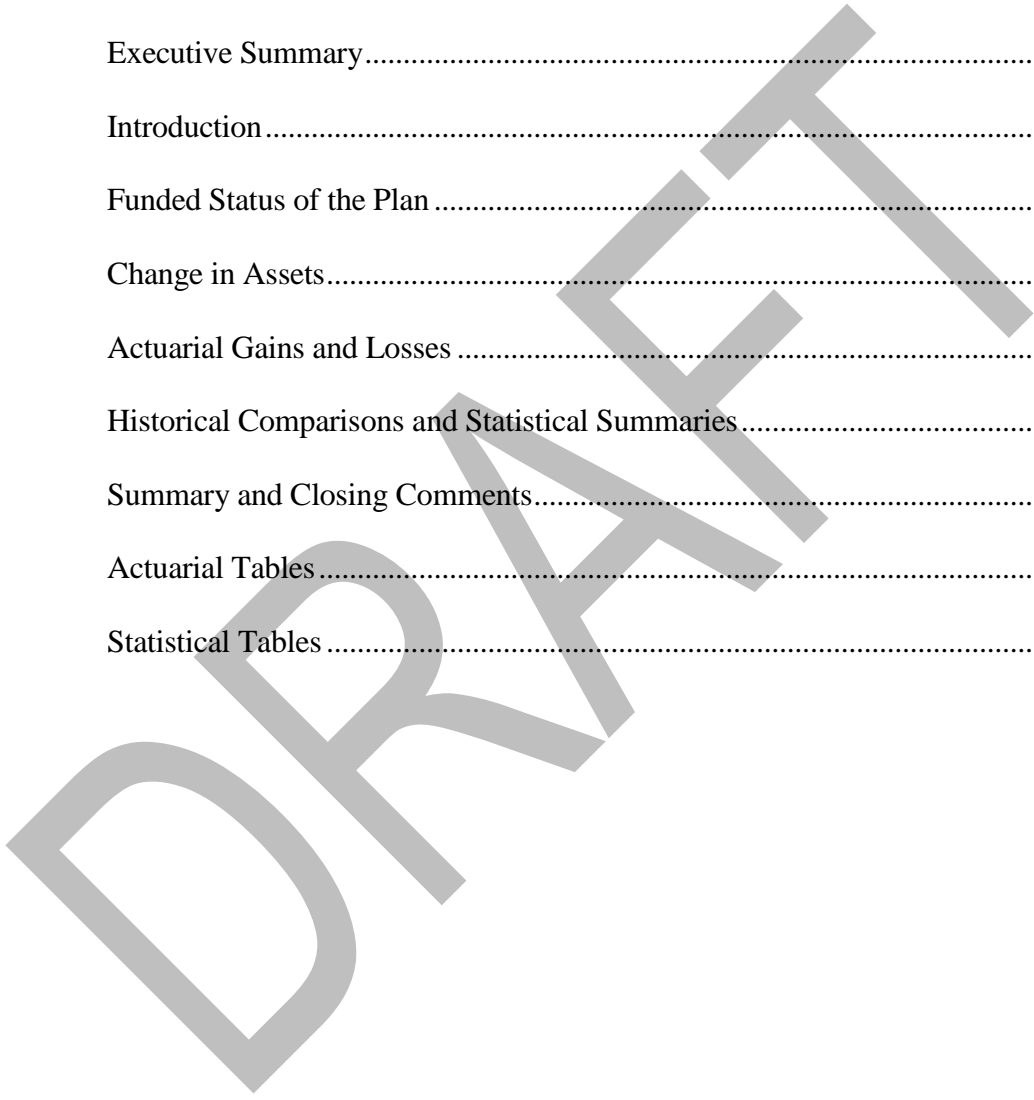 Executive Summary....................................................................................
Introduction.................................................................................................
Funded Status of the Plan ...........................................................................
Change in Assets.........................................................................................
Actuarial Gains and Losses ........................................................................
Historical Comparisons and Statistical Summaries.....................................
Summary and Closing Comments...............................................................
Actuarial Tables..........................................................................................
Statistical Tables.........................................................................................
DRAFT